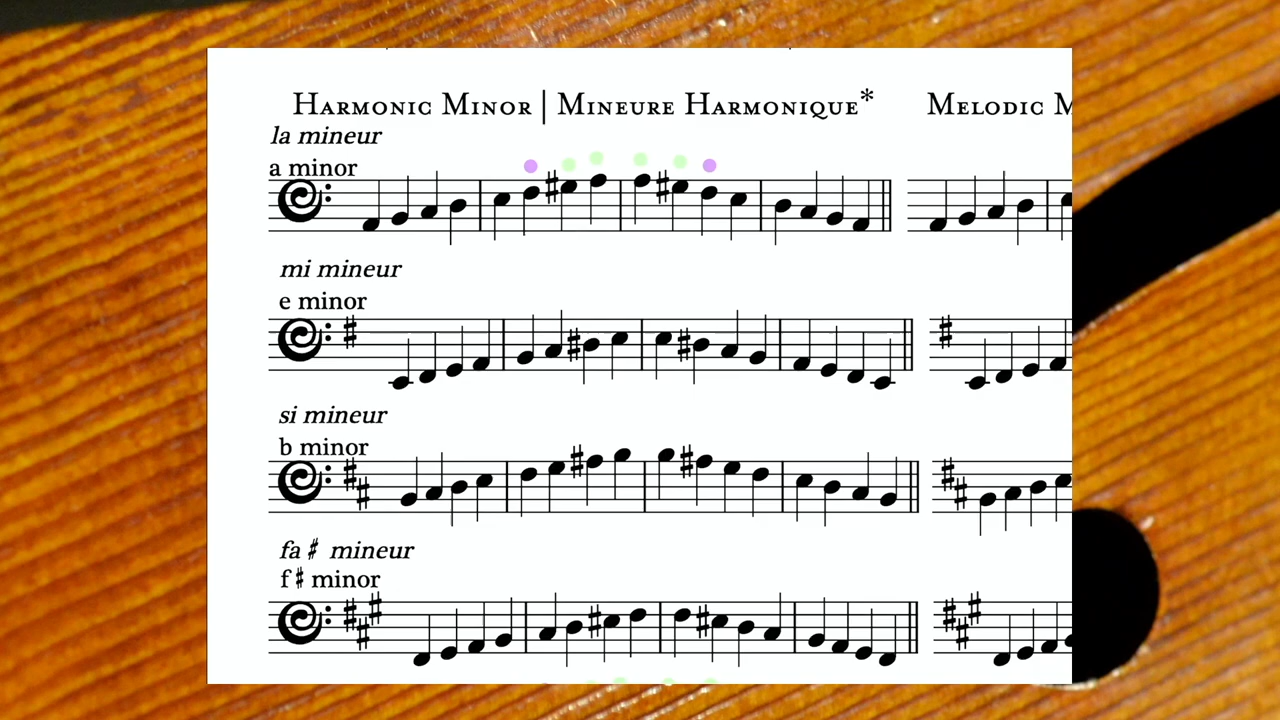 Harmonic Minor | Mineure Harmonique* Melodic M
la mineur
a minor
mi mineur
e minor
si mineur
b minor
fa♯ mineur
f♯ minor